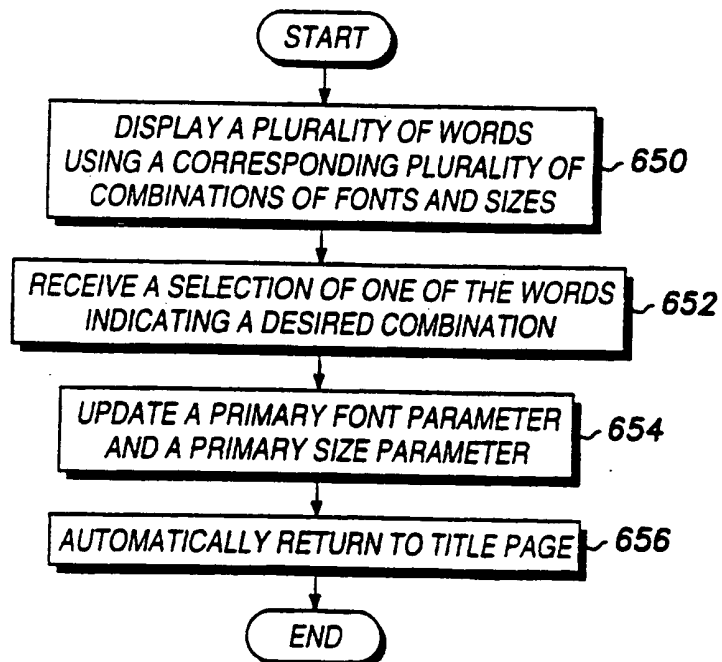 START
DISPLAY A PLURALITY OF WORDS
USING A CORRESPONDING PLURALITY OF
COMBINATIONS OF FONTS AND SIZES
650
RECEIVE A SELECTION OF ONE OF THE WORDS
INDICATING A DESIRED COMBINATION
652
UPDATE A PRIMARY FONT PARAMETER
AND A PRIMARY SIZE PARAMETER
654
AUTOMATICALLY RETURN TO TITLE PAGE
656
END